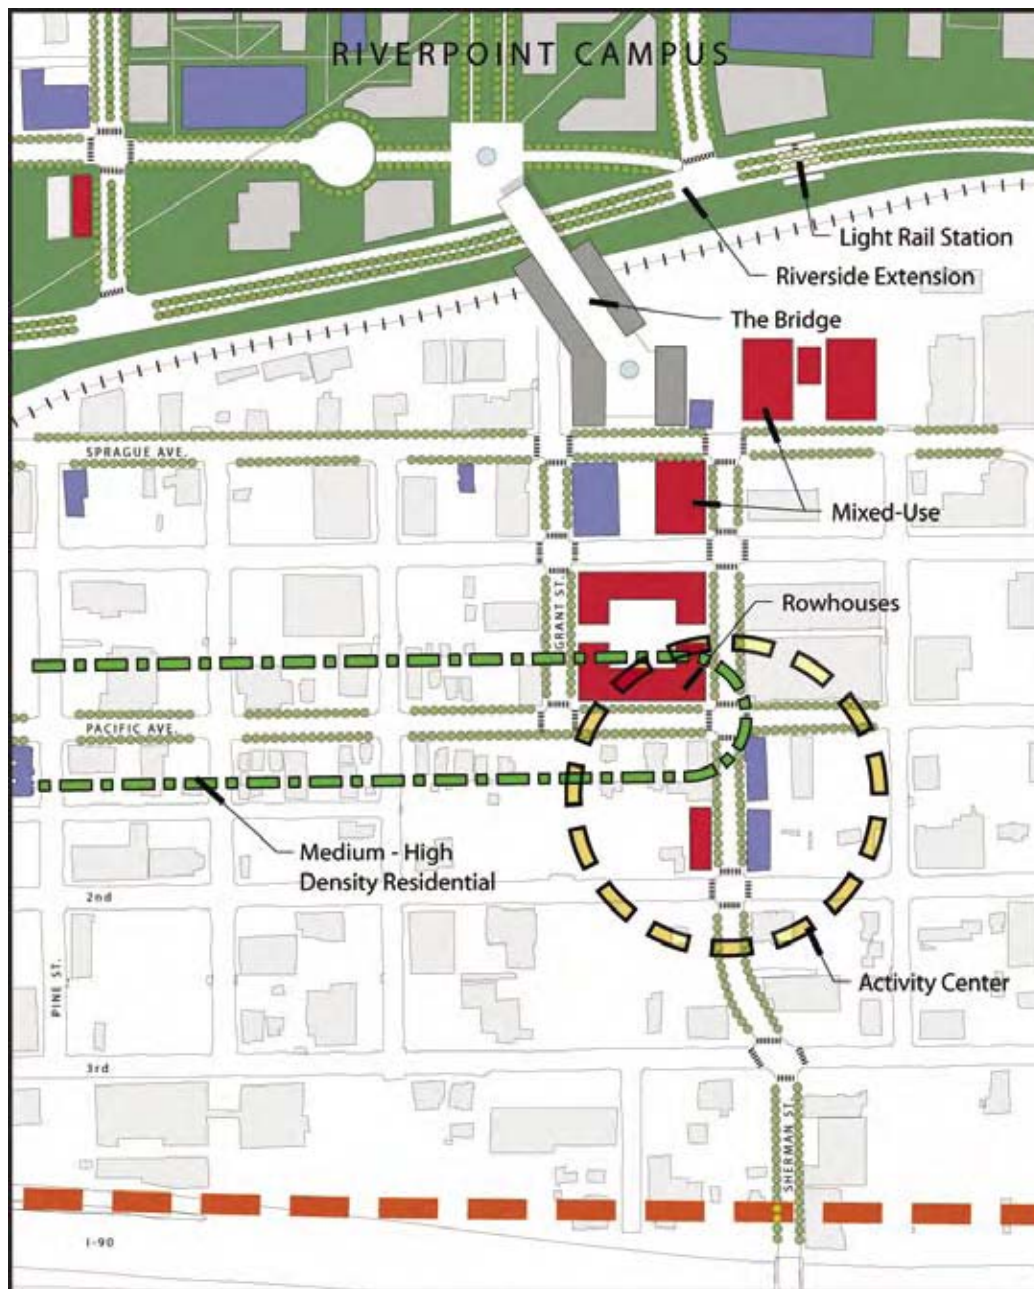 RIVERPOINT CAMPUS
Light Rail Station
Riverside Extension
The Bridge
SPRAGUE AVE.
Mixed-Use
GRANT ST.
Rowhouses
PACIFIC AVE.
Medium - High
Density Residential
2nd
Activity Center
PINE ST.
3rd
SHERMAN ST.
I-90